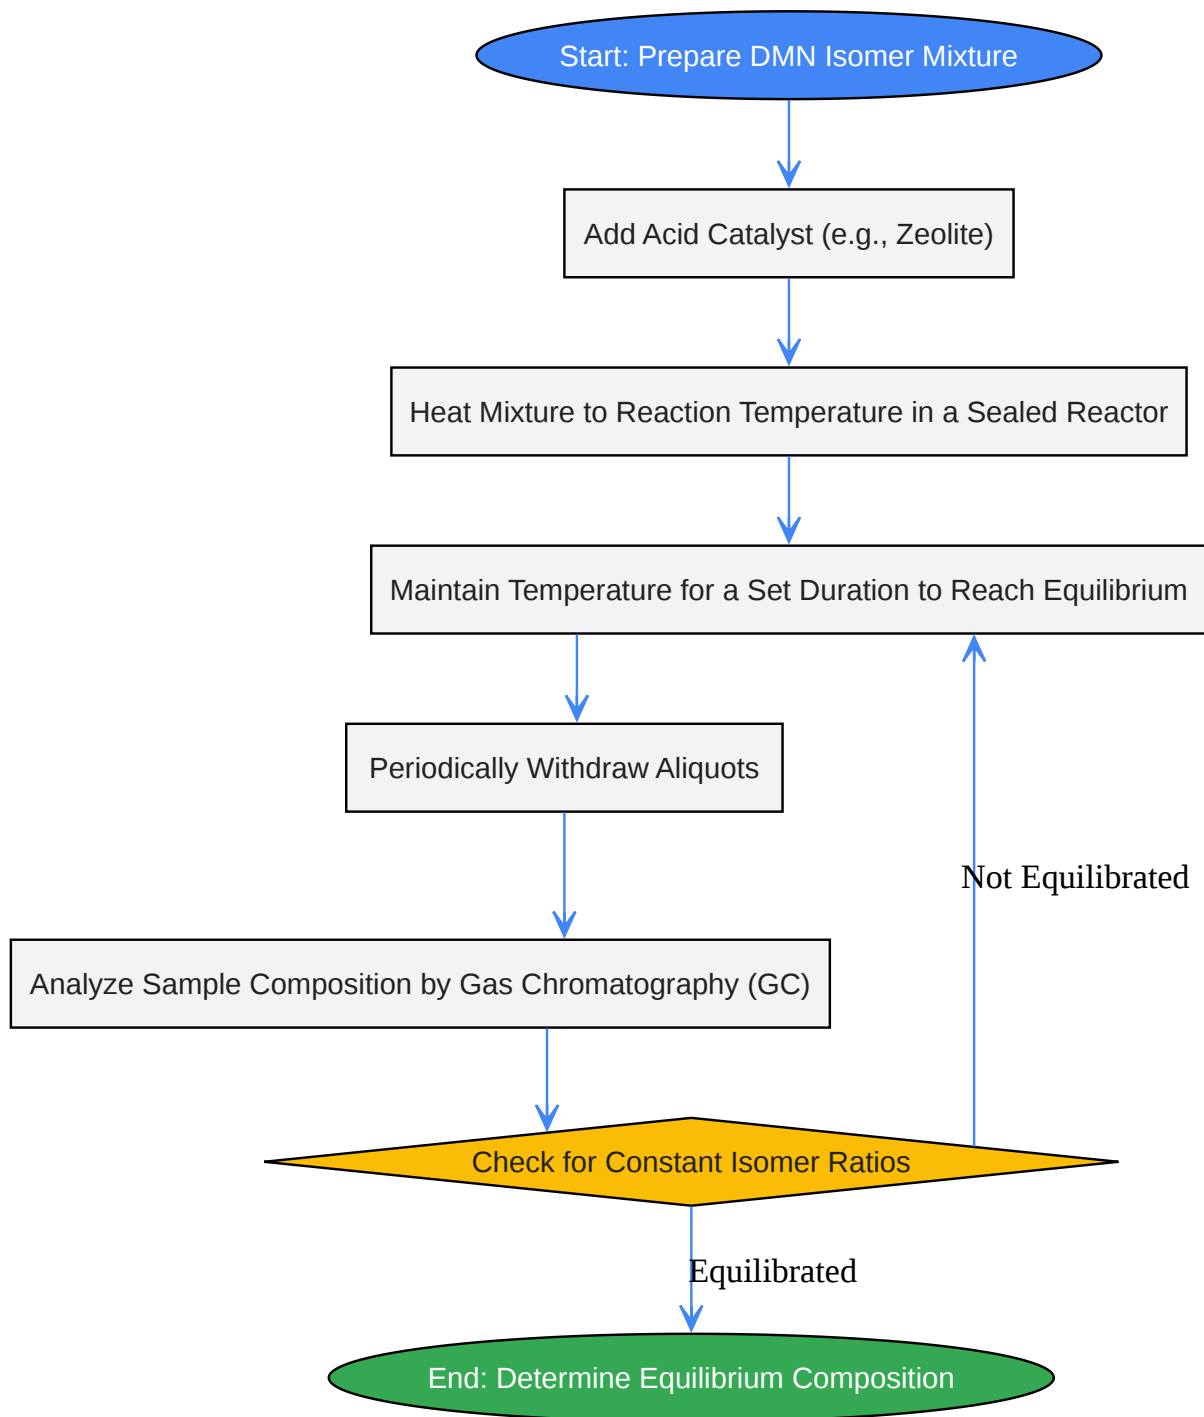 Start: Prepare DMN Isomer Mixture
Add Acid Catalyst (e.g., Zeolite)
Heat Mixture to Reaction Temperature in a Sealed Reactor
Maintain Temperature for a Set Duration to Reach Equilibrium
Periodically Withdraw Aliquots
Not Equilibrated
Analyze Sample Composition by Gas Chromatography (GC)
Check for Constant Isomer Ratios
Equilibrated
End: Determine Equilibrium Composition